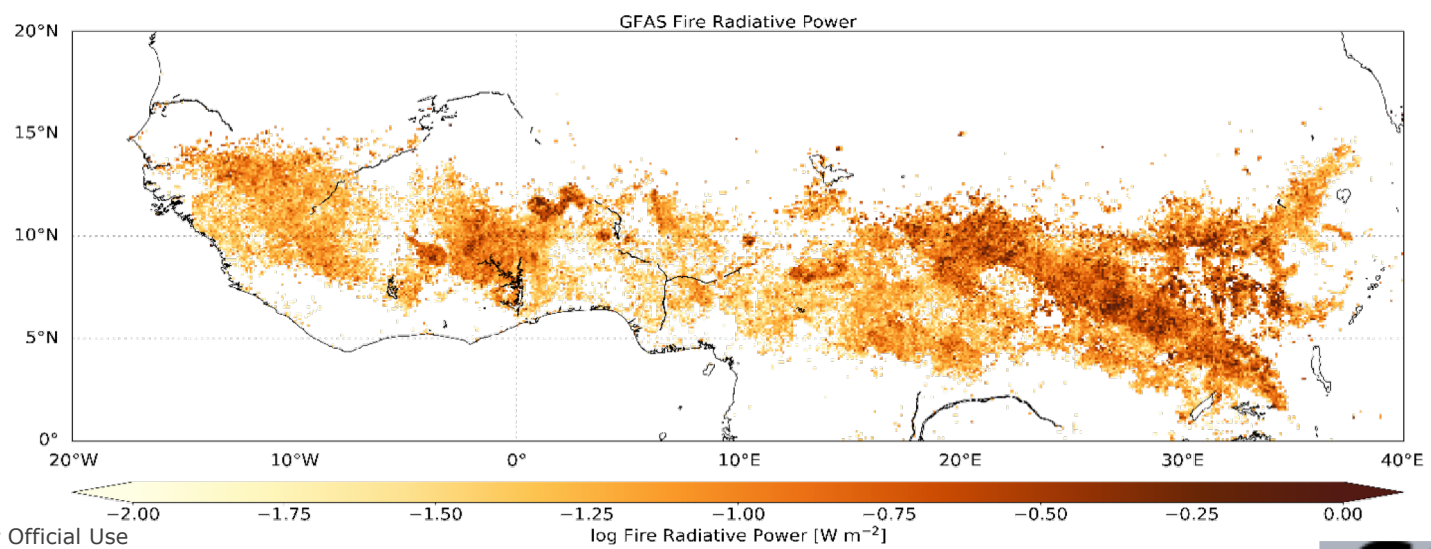 GFAS Fire Radiative Power
20°N
15°N
10°N
5°N
0°
20°W 10°W 0° 10°E 20°E 30°E 40°E
−2.00 −1.75 −1.50 −1.25 −1.00 −0.75 −0.50 −0.25 0.00
log Fire Radiative Power [W m⁻²]
Official Use